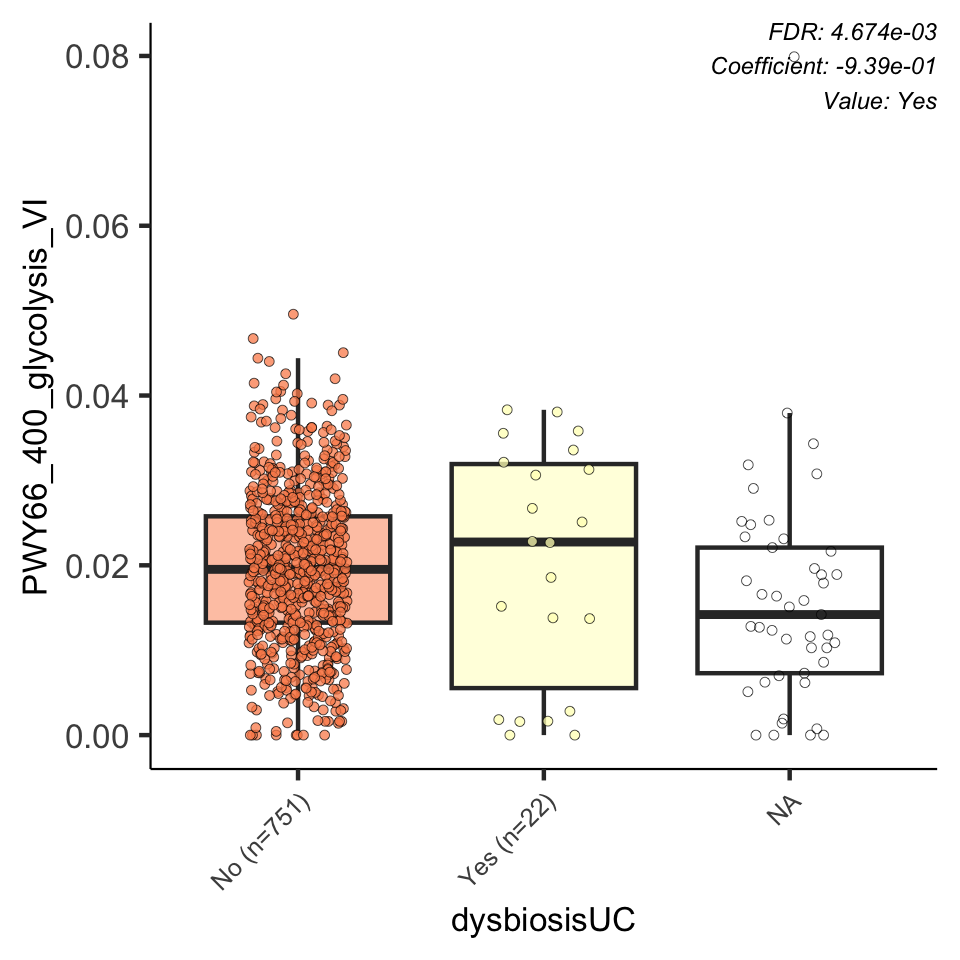 FDR: 4.674e-03
Coefficient: -9.39e-01
Value: Yes
PWY66_400_glycolysis_VI
0.08
0.06
0.04
0.02
0.00
No (n=751)
Yes (n=22)
NA
dysbiosisUC